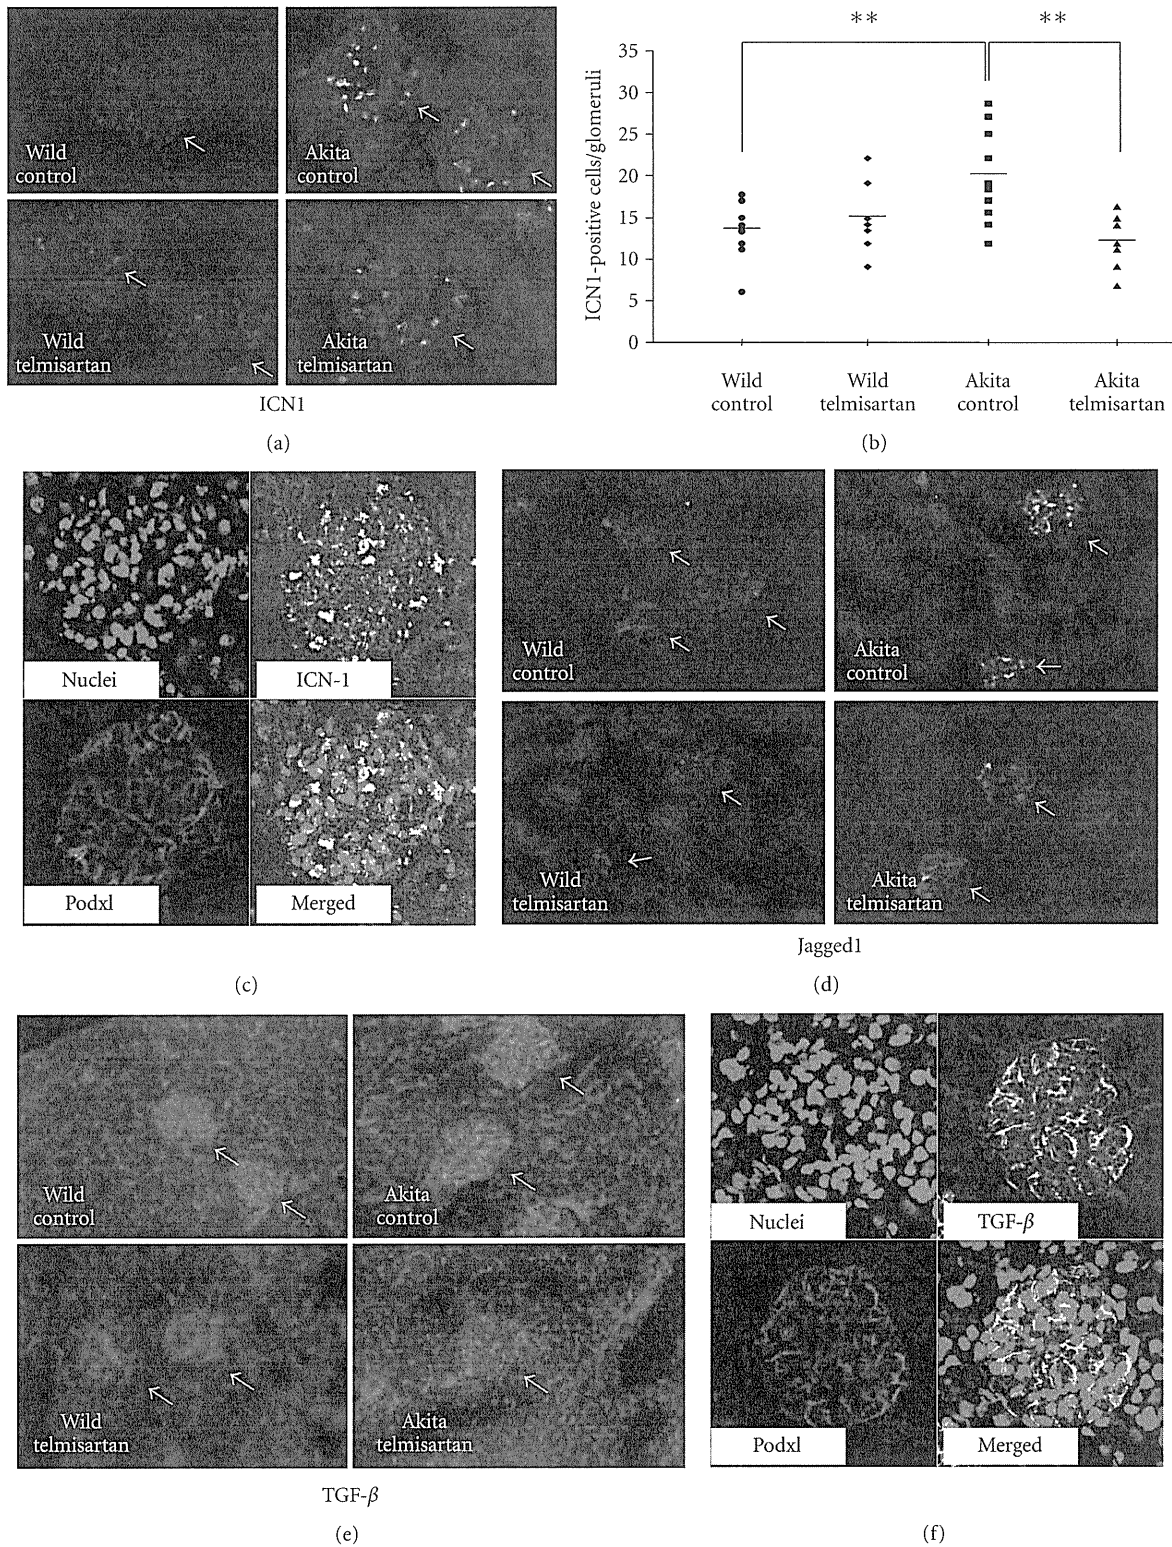 Wild
control
Akita
control
Wild
telmisartan
Akita
telmisartan
ICN1
(a)
** **
ICN1-positive cells/glomeruli
35
30
25
20
15
10
5
0
Wild
control
Wild
telmisartan
Akita
control
Akita
telmisartan
(b)
Nuclei
ICN-1
Podxl
Merged
(c)
Wild
control
Akita
control
Wild
telmisartan
Akita
telmisartan
Jagged1
(d)
Wild
control
Akita
control
Wild
telmisartan
Akita
telmisartan
TGF-β
(e)
Nuclei
TGF-β
Podxl
Merged
(f)